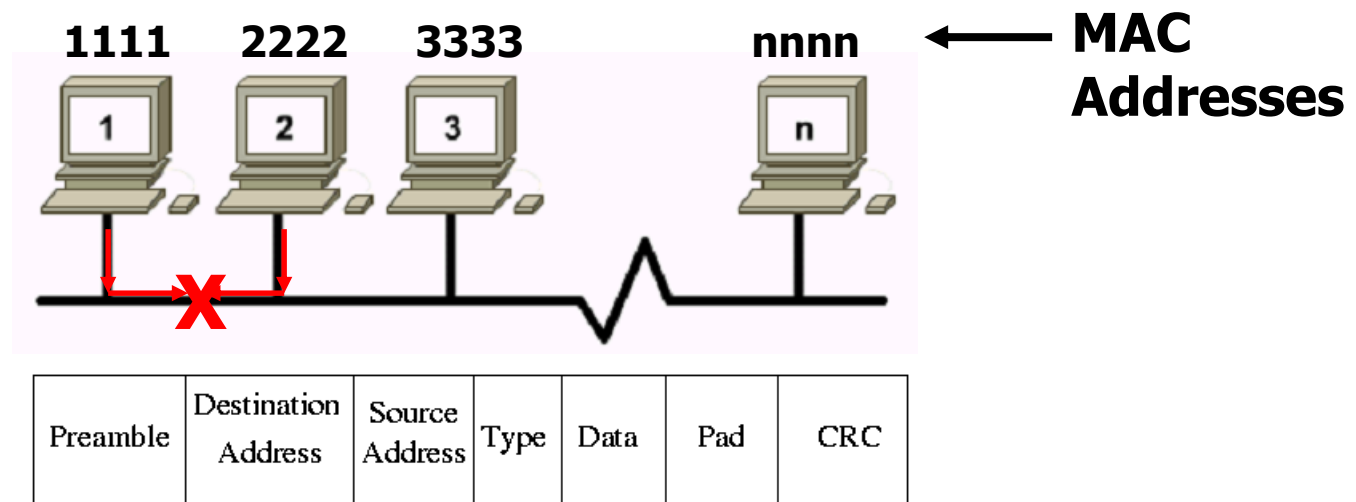 1111 2222 3333 nnnn MAC
Addresses
1 2 3 n
X
Preamble Destination Address Source Address Type Data Pad CRC